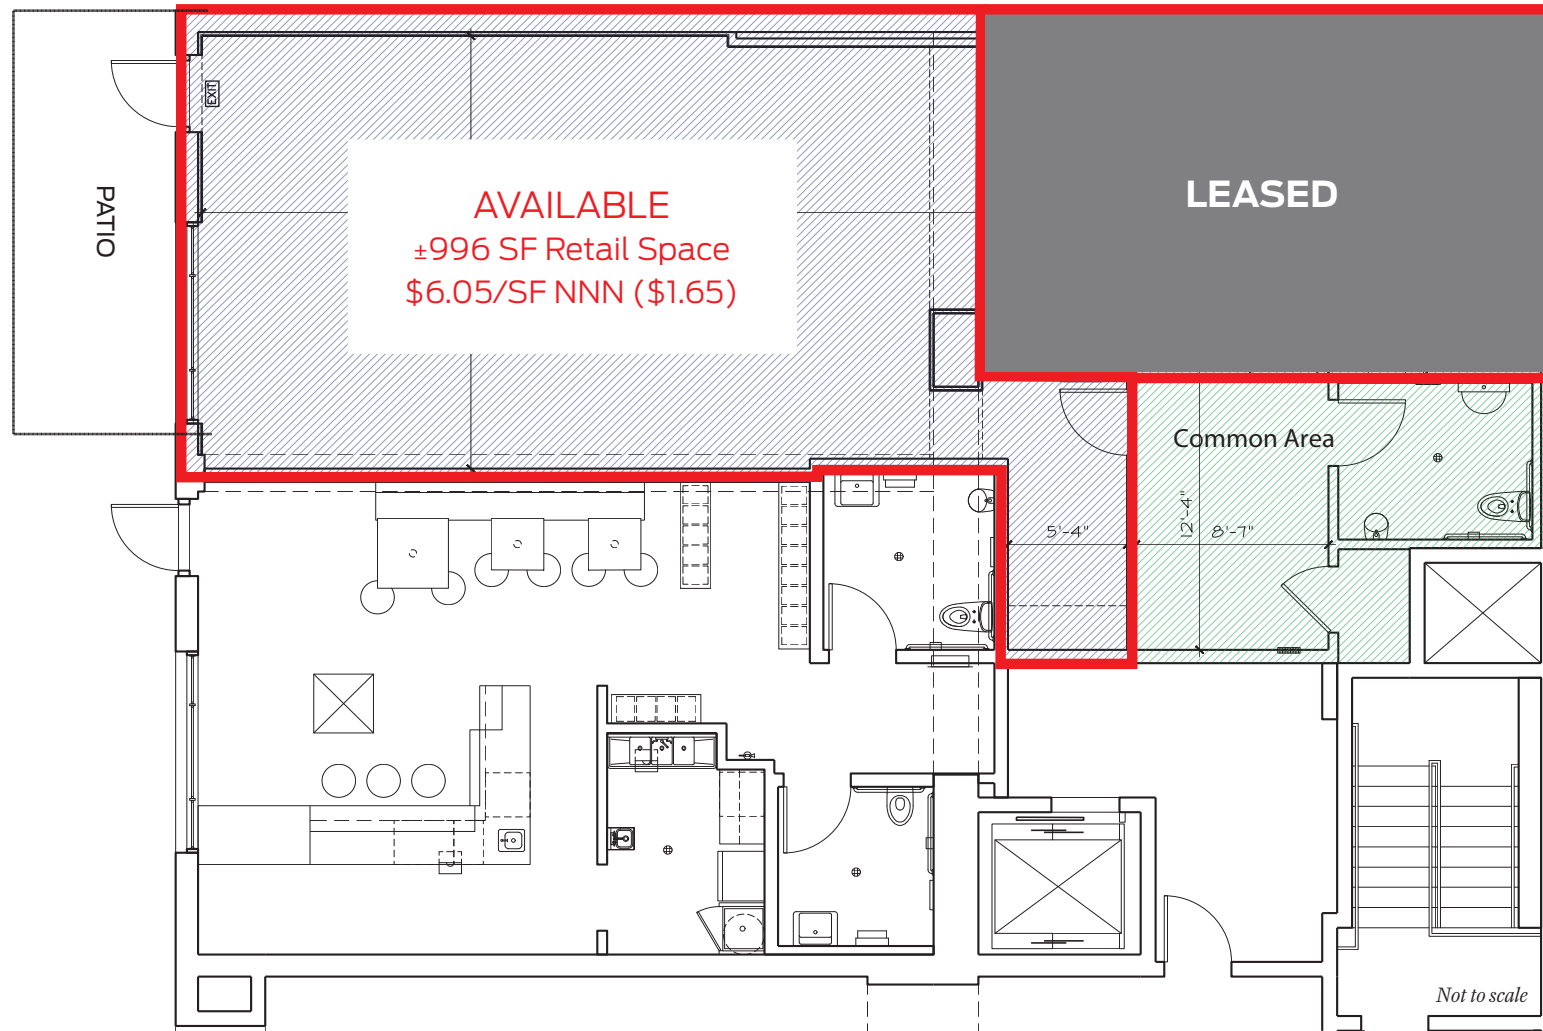 EXIT
PATIO
AVAILABLE
±996 SF Retail Space
$6.05/SF NNN ($1.65)
LEASED
Common Area
12'-4"
5'-4"
8'-7"
Not to scale